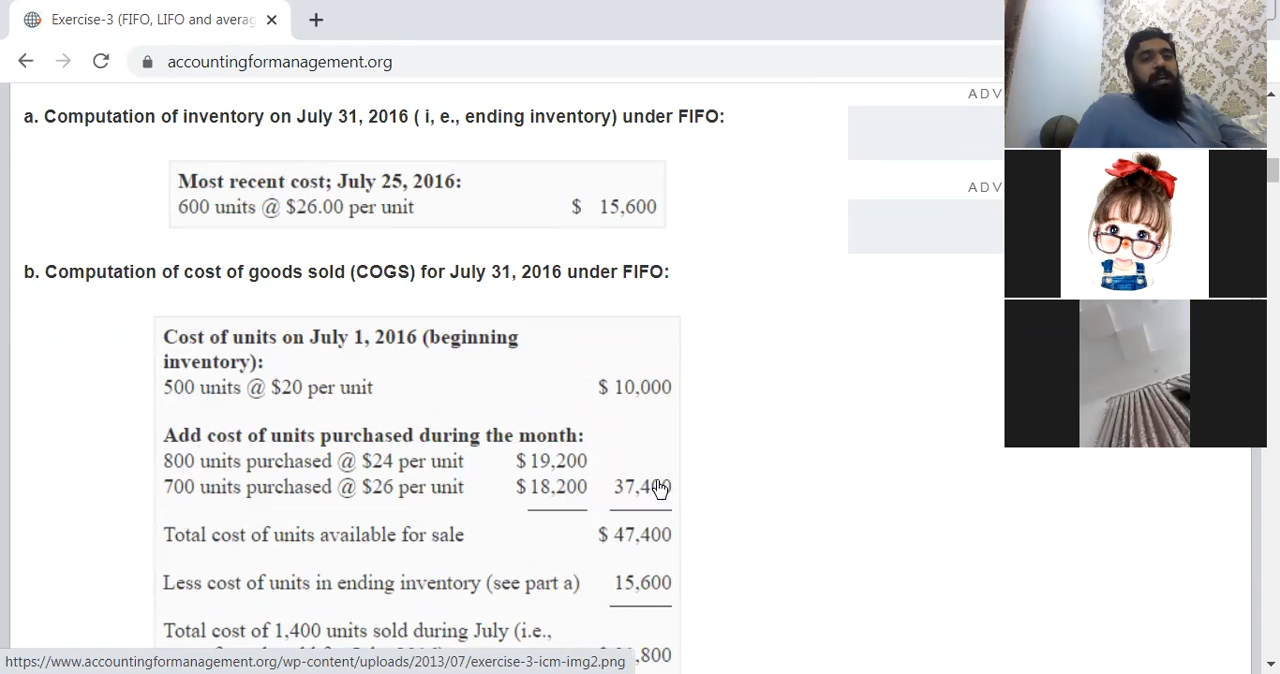 Exercise-3 (FIFO, LIFO and averag
accountingformanagement.org
ADV
a. Computation of inventory on July 31, 2016 ( i, e., ending inventory) under FIFO:
Most recent cost; July 25, 2016:
600 units @ $26.00 per unit $ 15,600
ADV
b. Computation of cost of goods sold (COGS) for July 31, 2016 under FIFO:
Cost of units on July 1, 2016 (beginning
inventory):
500 units @ $20 per unit $ 10,000
Add cost of units purchased during the month:
800 units purchased @ $24 per unit $ 19,200
700 units purchased @ $26 per unit $ 18,200 37,400
Total cost of units available for sale $ 47,400
Less cost of units in ending inventory (see part a) 15,600
Total cost of 1,400 units sold during July (i.e.,
,800
https://www.accountingformanagement.org/wp-content/uploads/2013/07/exercise-3-icm-img2.png